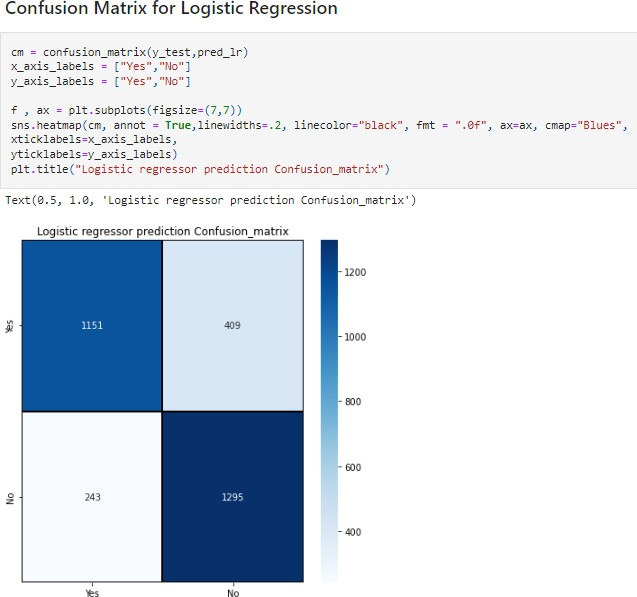 Confusion Matrix for Logistic Regression
cm = confusion_matrix(y_test,pred_lr)
x_axis_labels = ["Yes","No"]
y_axis_labels = ["Yes","No"]
f , ax = plt.subplots(figsize=(7,7))
sns.heatmap(cm, annot = True,linewidths=.2, linecolor="black", fmt = ".0f", ax=ax, cmap="Blues",
xticklabels=x_axis_labels,
yticklabels=y_axis_labels)
plt.title("Logistic regressor prediction Confusion_matrix")
Text(0.5, 1.0, 'Logistic regressor prediction Confusion_matrix')
Logistic regressor prediction Confusion_matrix
Yes
1151
409
No
243
1295
Yes
No
1200
1000
800
600
400